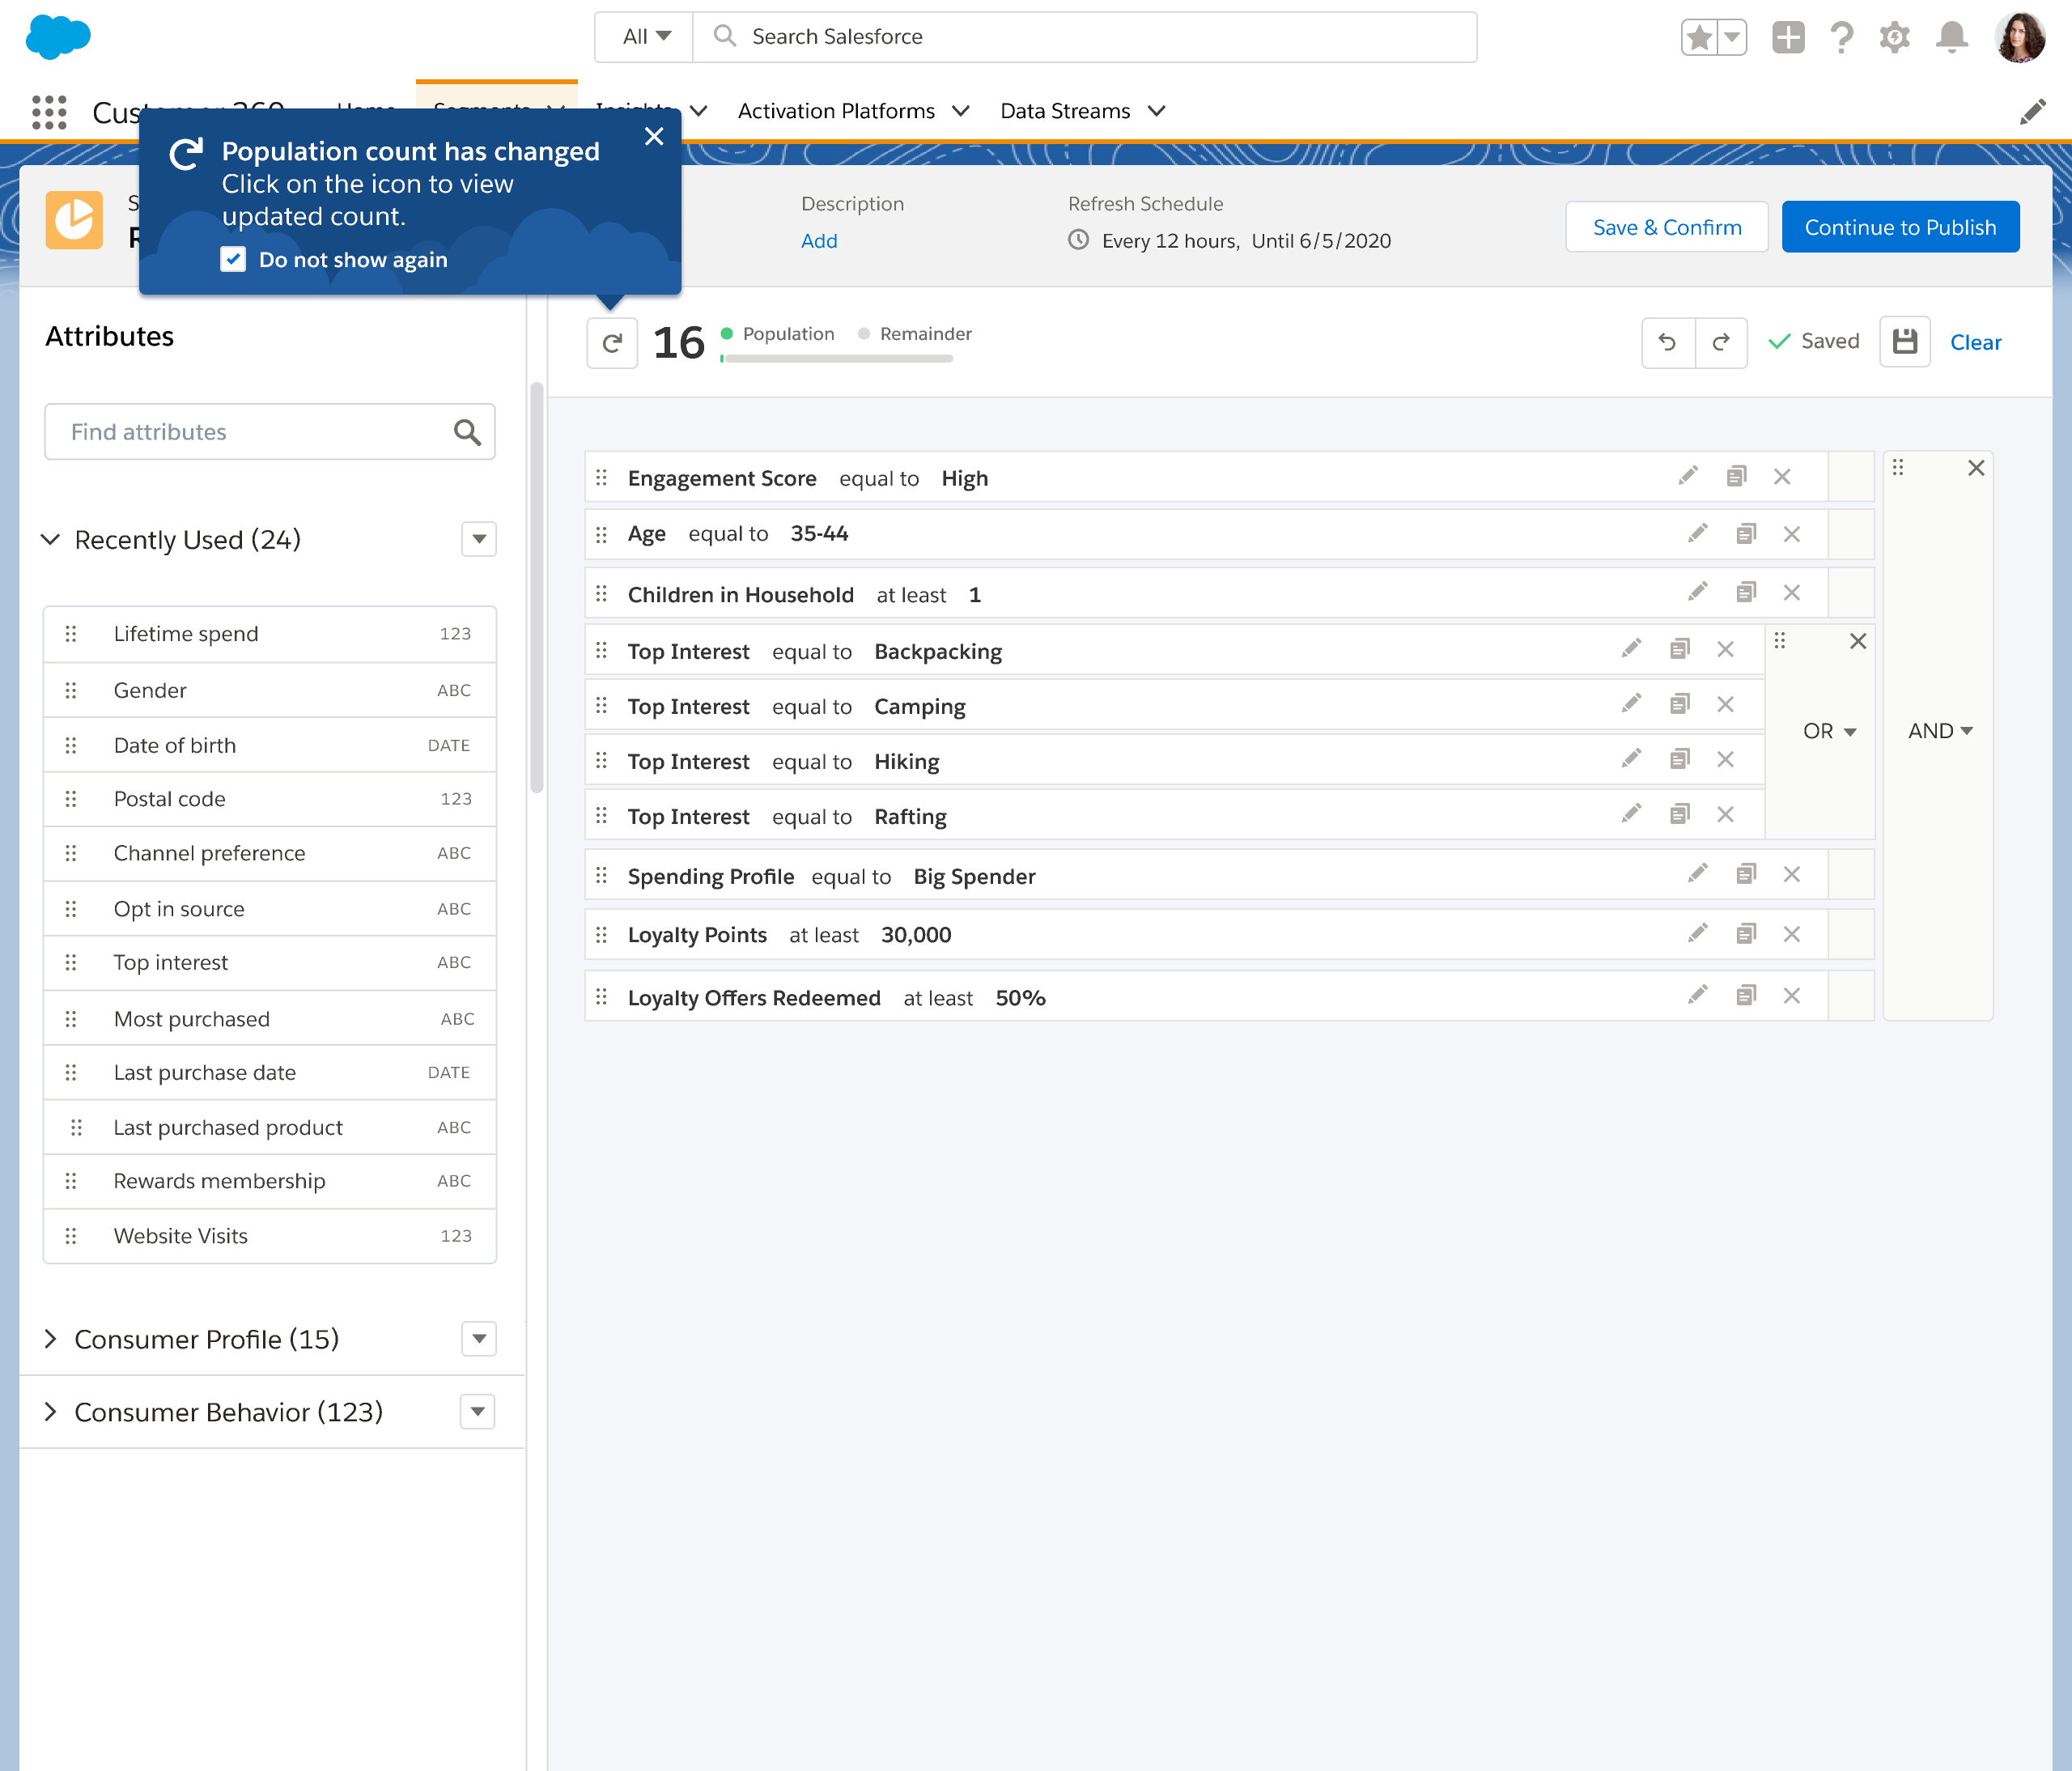 All
Search Salesforce
Activation Platforms
Data Streams
Population count has changed
Click on the icon to view
updated count.
Do not show again
Description
Add
Refresh Schedule
Every 12 hours, Until 6/5/2020
Save & Confirm
Continue to Publish
Attributes
Find attributes
Recently Used (24)
Lifetime spend 123
Gender ABC
Date of birth DATE
Postal code 123
Channel preference ABC
Opt in source ABC
Top interest ABC
Most purchased ABC
Last purchase date DATE
Last purchased product ABC
Rewards membership ABC
Website Visits 123
Consumer Profile (15)
Consumer Behavior (123)
16
Population
Remainder
Saved
Clear
Engagement Score equal to High
Age equal to 35-44
Children in Household at least 1
Top Interest equal to Backpacking
Top Interest equal to Camping
Top Interest equal to Hiking
Top Interest equal to Rafting
OR
AND
Spending Profile equal to Big Spender
Loyalty Points at least 30,000
Loyalty Offers Redeemed at least 50%